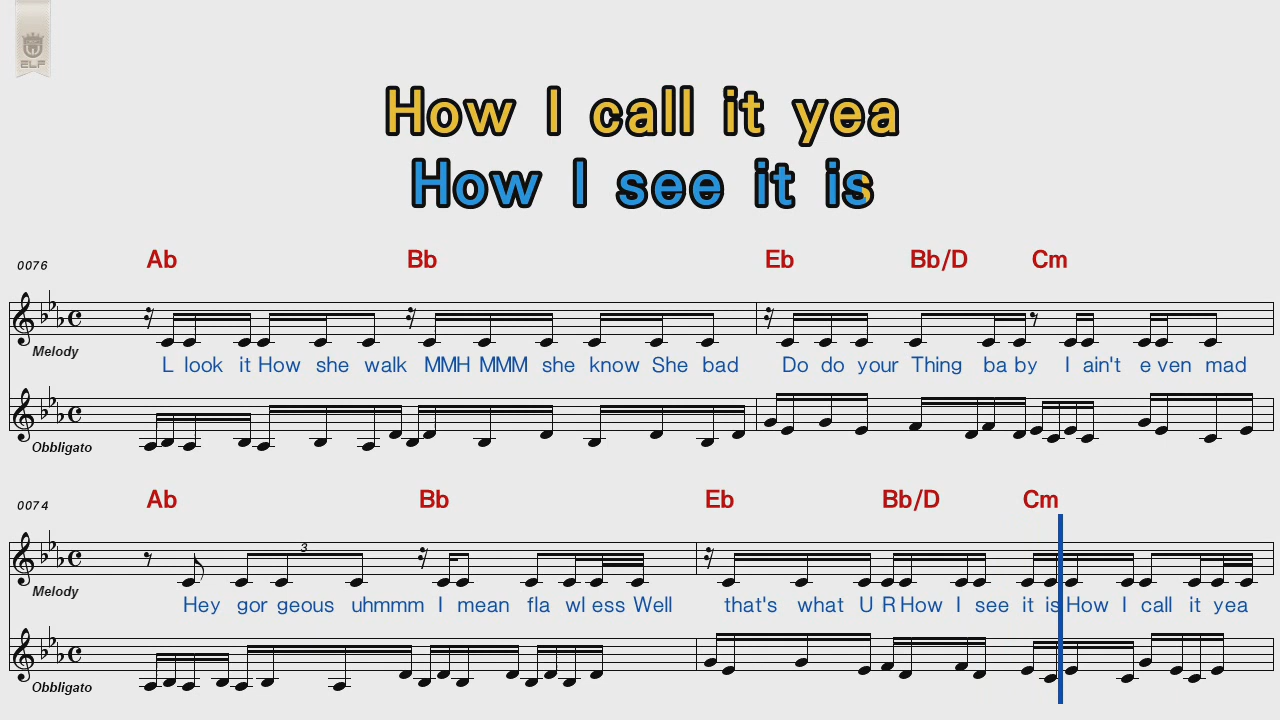 ELF
How I call it yea
How I see it is
0076 Ab Bb Eb Bb/D Cm
Melody
L look it How she walk MMH MMM she know She bad Do do your Thing ba by I ain't e ven mad
Obbligato
0074 Ab Bb Eb Bb/D Cm
3
Melody
Hey gor geous uhmmm I mean fla wl ess Well that's what U R How I see it is How I call it yea
Obbligato